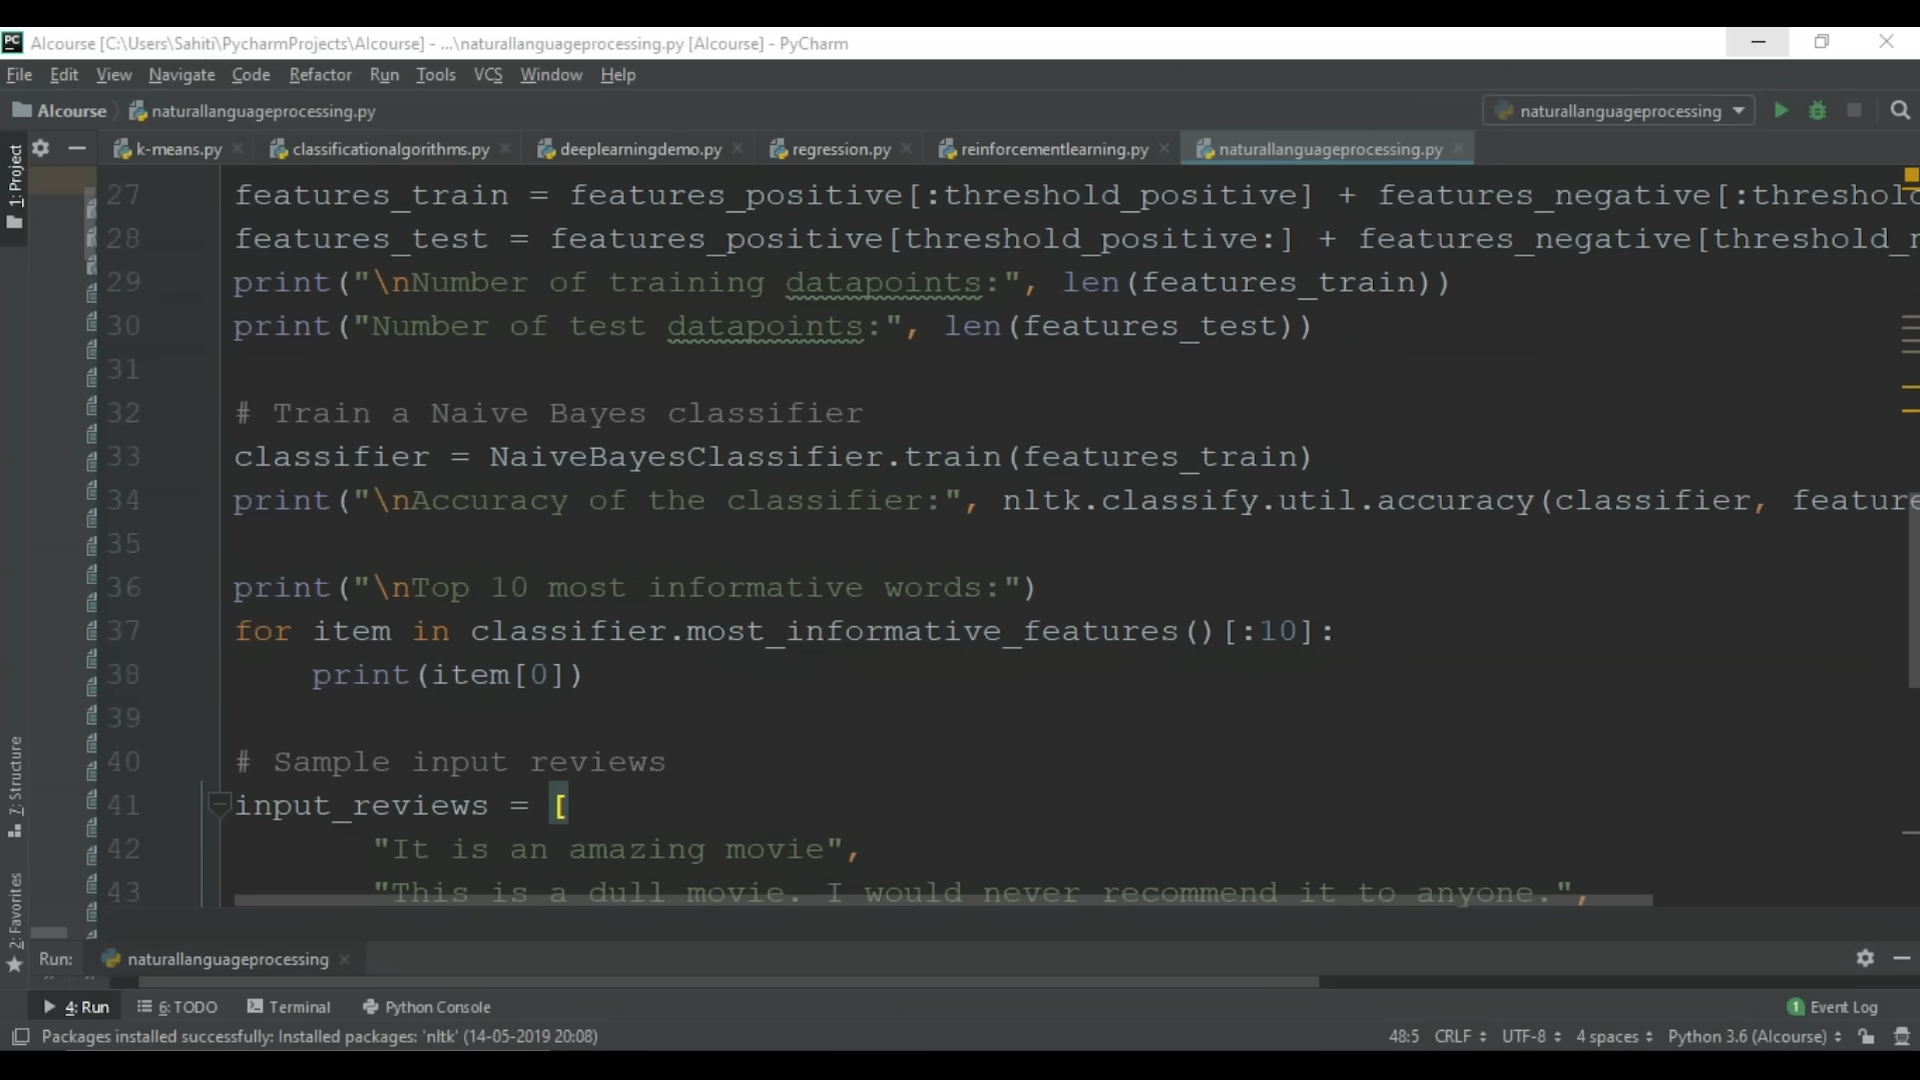 PC AIcourse [C:\Users\Sahiti\PycharmProjects\AIcourse] - ...\naturallanguageprocessing.py [AIcourse] - PyCharm
File Edit View Navigate Code Refactor Run Tools VCS Window Help
AIcourse naturallanguageprocessing.py naturallanguageprocessing
1: Project k-means.py classificationalgorithms.py deeplearningdemo.py regression.py reinforcementlearning.py naturallanguageprocessing.py
27 features_train = features_positive[:threshold_positive] + features_negative[:threshold
28 features_test = features_positive[threshold_positive:] + features_negative[threshold_n
29 print("\nNumber of training datapoints:", len(features_train))
30 print("Number of test datapoints:", len(features_test))
31
32 # Train a Naive Bayes classifier
33 classifier = NaiveBayesClassifier.train(features_train)
34 print("\nAccuracy of the classifier:", nltk.classify.util.accuracy(classifier, feature
35
36 print("\nTop 10 most informative words:")
37 for item in classifier.most_informative_features()[:10]:
38 print(item[0])
39
40 # Sample input reviews
41 input_reviews = [
42 "It is an amazing movie",
43 "This is a dull movie. I would never recommend it to anyone.",
7: Structure
2: Favorites
Run: naturallanguageprocessing
4: Run 6: TODO Terminal Python Console 1 Event Log
Packages installed successfully: Installed packages: 'nltk' (14-05-2019 20:08) 48:5 CRLF UTF-8 4 spaces Python 3.6 (AIcourse)